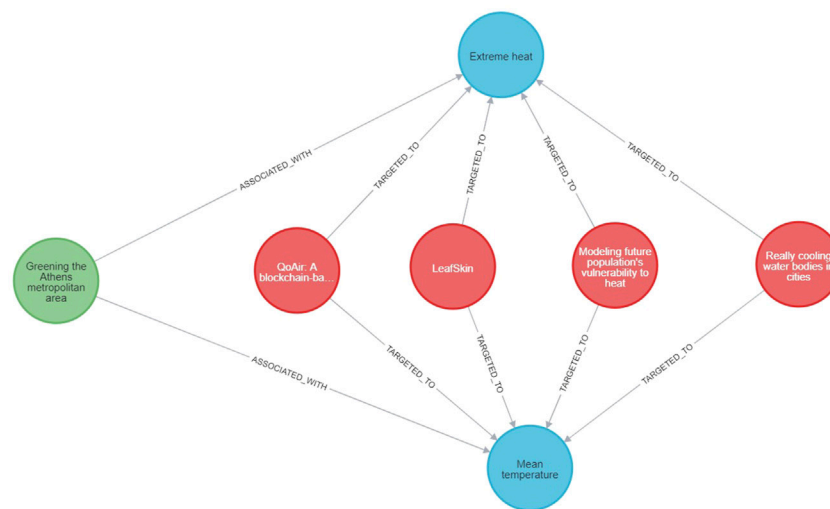 Extreme heat
ASSOCIATED_WITH
TARGETED_TO
TARGETED_TO
TARGETED_TO
TARGETED_TO
Greening the
Athens
metropolitan
area
QoAir: A
blockchain-ba...
LeafSkin
Modeling future
population's
vulnerability to
heat
Really cooling
water bodies in
cities
ASSOCIATED_WITH
TARGETED_TO
TARGETED_TO
TARGETED_TO
TARGETED_TO
Mean
temperature